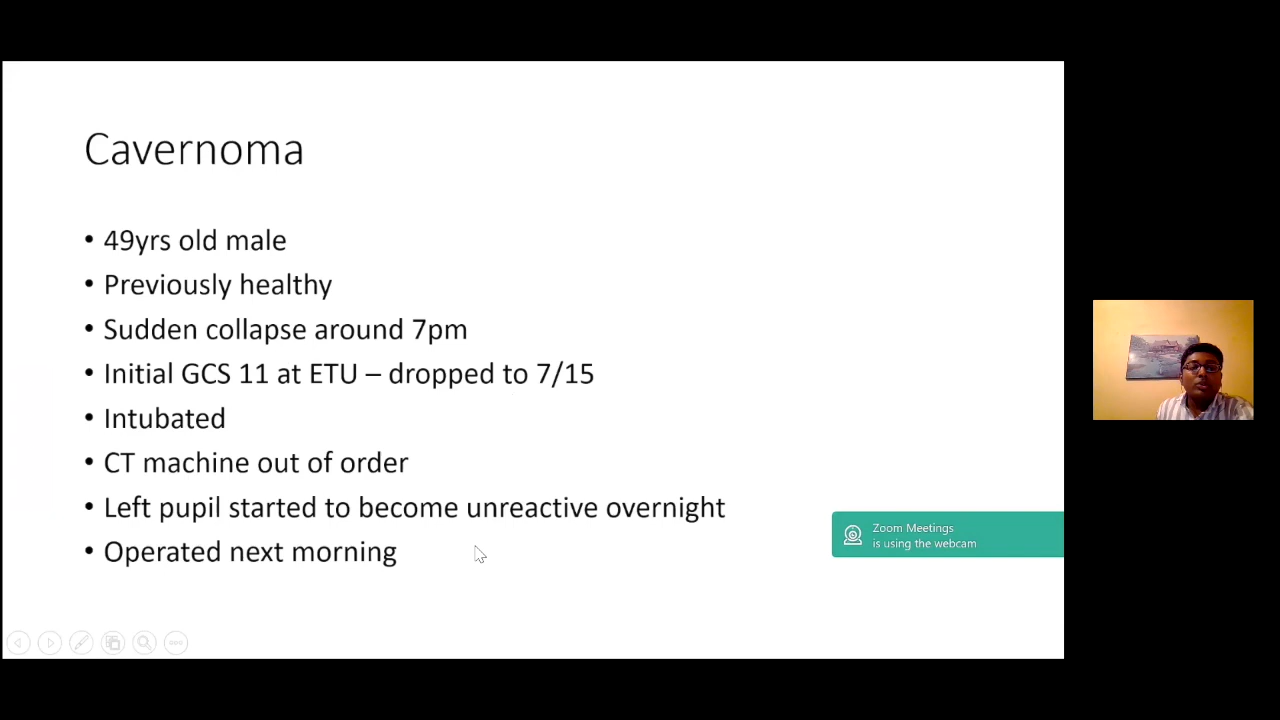 Cavernoma
• 49yrs old male
• Previously healthy
• Sudden collapse around 7pm
• Initial GCS 11 at ETU – dropped to 7/15
• Intubated
• CT machine out of order
• Left pupil started to become unreactive overnight
• Operated next morning
Zoom Meetings
is using the webcam